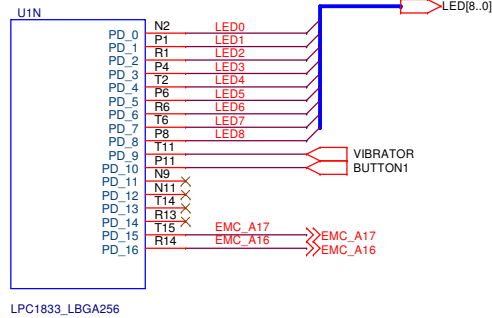 U1N
LED[8..0]
PD_0 N2 LED0
PD_1 P1 LED1
PD_2 R1 LED2
PD_3 P4 LED3
PD_4 T2 LED4
PD_5 P6 LED5
PD_6 R6 LED6
PD_7 T6 LED7
PD_8 P8 LED8
PD_9 T11 VIBRATOR
PD_10 P11 BUTTON1
PD_11 N9
PD_12 N11
PD_13 T14
PD_14 R13
PD_15 T15 EMC_A17 EMC_A17
PD_16 R14 EMC_A16 EMC_A16
LPC1833_LBGA256